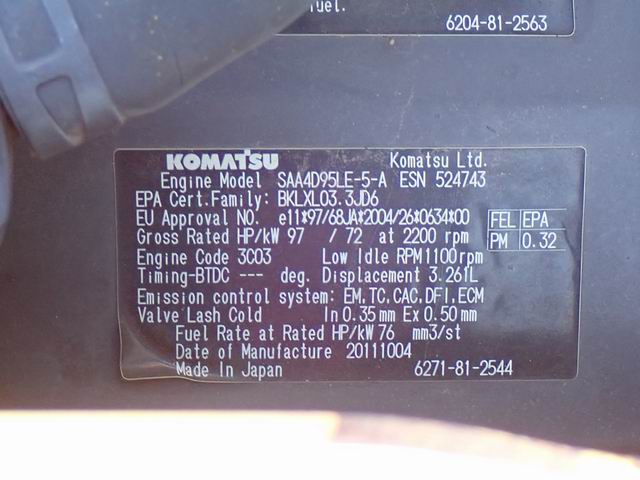 fuel.
6204-81-2563
KOMATSU Komatsu Ltd.
Engine Model SAA4D95LE-5-A ESN 524743
EPA Cert.Family: BKLXL03.3JD6
EU Approval NO. e11*97/68JA*2004/26*0634*00
FEL EPA
Gross Rated HP/kW 97 / 72 at 2200 rpm
PM 0.32
Engine Code 3C03 Low Idle RPM1100rpm
Timing-BTDC --- deg. Displacement 3.261L
Emission control system: EM,TC,CAC,DFI,ECM
Valve Lash Cold In 0.35mm Ex 0.50mm
Fuel Rate at Rated HP/kW 76 mm3/st
Date of Manufacture 20111004
Made In Japan 6271-81-2544